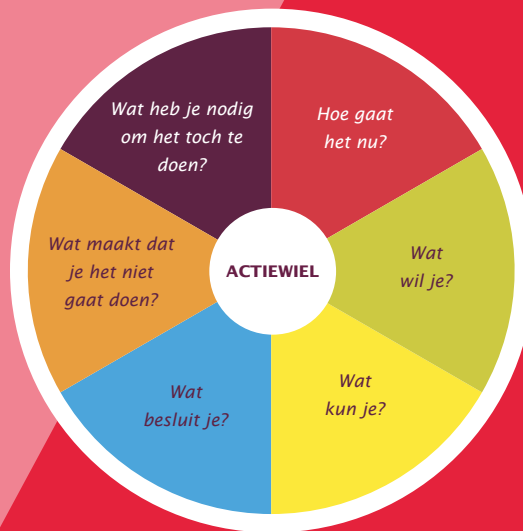 Wat heb je nodig
om het toch te
doen?
Hoe gaat
het nu?
Wat maakt dat
je het niet
gaat doen?
ACTIEWIEL
Wat
wil je?
Wat
besluit je?
Wat
kun je?